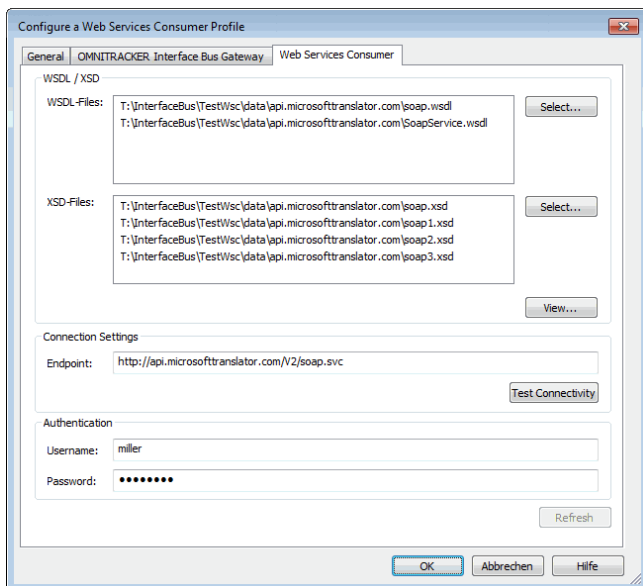 Configure a Web Services Consumer Profile
General OMNITRACKER Interface Bus Gateway Web Services Consumer
WSDL / XSD
WSDL-Files:
T:\InterfaceBus\TestWsc\data\api.microsofttranslator.com\soap.wsdl
T:\InterfaceBus\TestWsc\data\api.microsofttranslator.com\SoapService.wsdl
Select...
XSD-Files:
T:\InterfaceBus\TestWsc\data\api.microsofttranslator.com\soap.xsd
T:\InterfaceBus\TestWsc\data\api.microsofttranslator.com\soap1.xsd
T:\InterfaceBus\TestWsc\data\api.microsofttranslator.com\soap2.xsd
T:\InterfaceBus\TestWsc\data\api.microsofttranslator.com\soap3.xsd
Select...
View...
Connection Settings
Endpoint: http://api.microsofttranslator.com/V2/soap.svc
Test Connectivity
Authentication
Username: miller
Password: ●●●●●●●●
Refresh
OK Abbrechen Hilfe